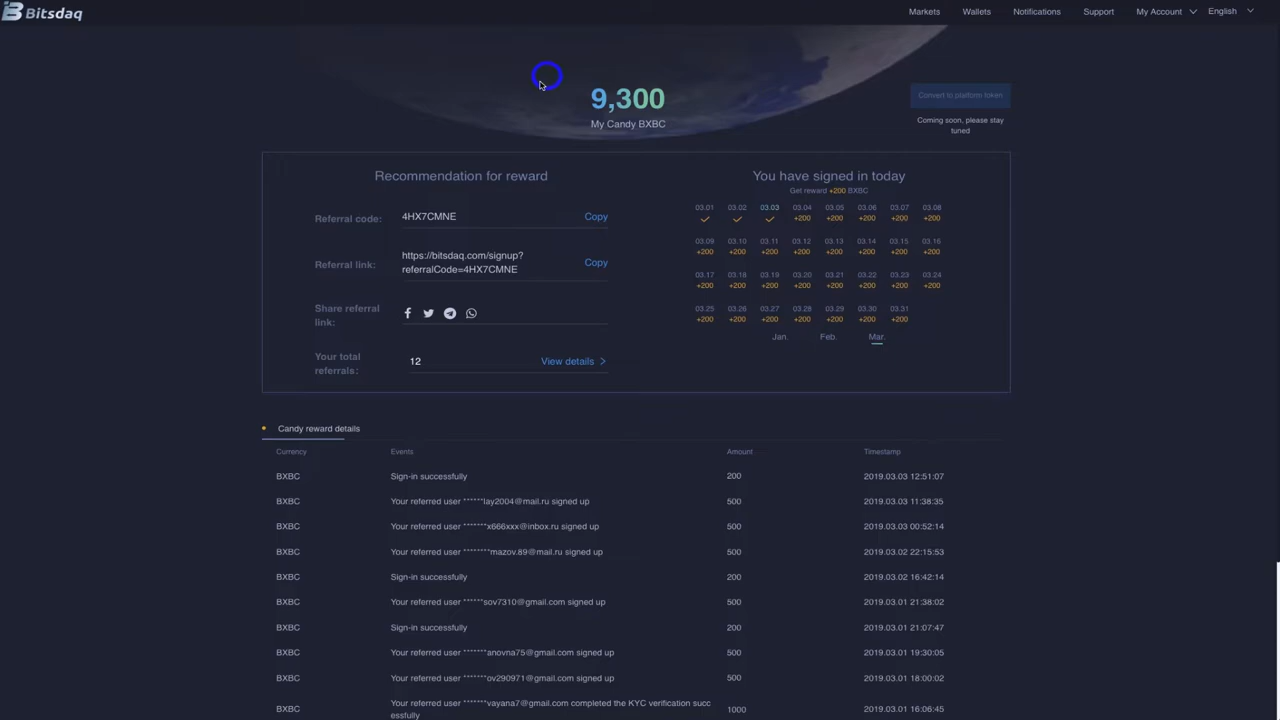 Bitsdaq
Markets Wallets Notifications Support My Account English
9,300
My Candy BXBC
Convert to platform token
Coming soon, please stay
tuned
Recommendation for reward
Referral code: 4HX7CMNE Copy
Referral link: https://bitsdaq.com/signup?
referralCode=4HX7CMNE Copy
Share referral
link:
Your total
referrals: 12 View details >
You have signed in today
Get reward +200 BXBC
03.01 03.02 03.03 03.04 03.05 03.06 03.07 03.08
+200 +200 +200 +200 +200
03.09 03.10 03.11 03.12 03.13 03.14 03.15 03.16
+200 +200 +200 +200 +200 +200 +200 +200
03.17 03.18 03.19 03.20 03.21 03.22 03.23 03.24
+200 +200 +200 +200 +200 +200 +200 +200
03.25 03.26 03.27 03.28 03.29 03.30 03.31
+200 +200 +200 +200 +200 +200 +200
Jan. Feb. Mar.
Candy reward details
Currency Events Amount Timestamp
BXBC Sign-in successfully 200 2019.03.03 12:51:07
BXBC Your referred user ******lay2004@mail.ru signed up 500 2019.03.03 11:38:35
BXBC Your referred user *******x666xxx@inbox.ru signed up 500 2019.03.03 00:52:14
BXBC Your referred user ********mazov.89@mail.ru signed up 500 2019.03.02 22:15:53
BXBC Sign-in successfully 200 2019.03.02 16:42:14
BXBC Your referred user ******sov7310@gmail.com signed up 500 2019.03.01 21:38:02
BXBC Sign-in successfully 200 2019.03.01 21:07:47
BXBC Your referred user *******anovna75@gmail.com signed up 500 2019.03.01 19:30:05
BXBC Your referred user *******ov290971@gmail.com signed up 500 2019.03.01 18:00:02
BXBC Your referred user *******vayana7@gmail.com completed the KYC verification succ
essfully 1000 2019.03.01 16:06:45